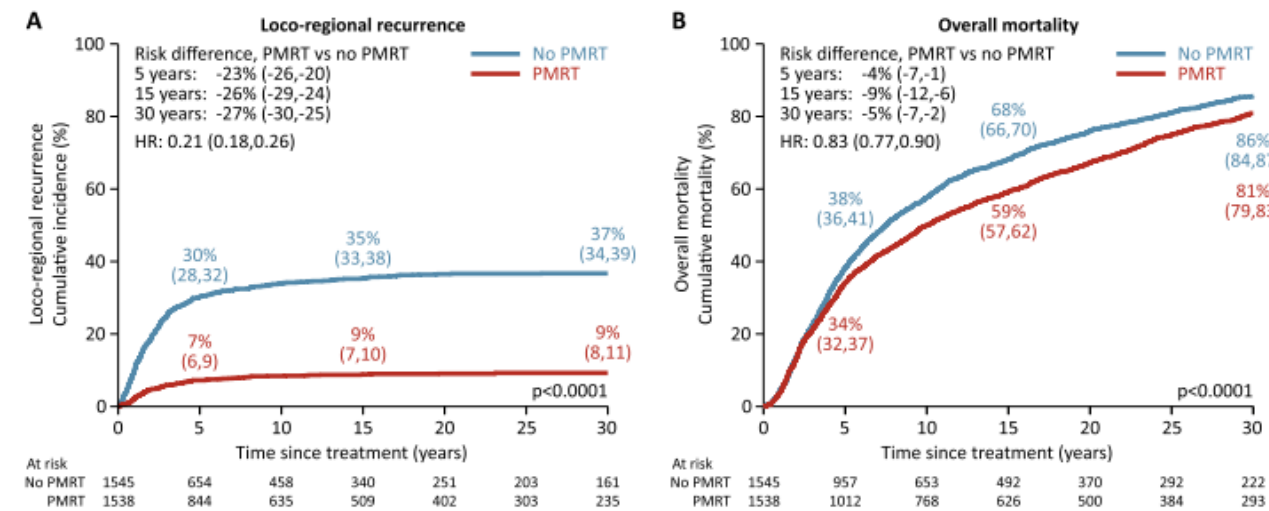 A
Loco-regional recurrence
Risk difference, PMRT vs no PMRT
5 years: -23% (-26,-20)
15 years: -26% (-29,-24)
30 years: -27% (-30,-25)
HR: 0.21 (0.18,0.26)
No PMRT
PMRT
Loco-regional recurrence
Cumulative incidence (%)
100
80
60
40
20
0
30%
(28,32)
35%
(33,38)
37%
(34,39)
7%
(6,9)
9%
(7,10)
9%
(8,11)
p<0.0001
0 5 10 15 20 25 30
Time since treatment (years)
At risk
No PMRT 1545 654 458 340 251 203 161
PMRT 1538 844 635 509 402 303 235
B
Overall mortality
Risk difference, PMRT vs no PMRT
5 years: -4% (-7,-1)
15 years: -9% (-12,-6)
30 years: -5% (-7,-2)
HR: 0.83 (0.77,0.90)
No PMRT
PMRT
Overall mortality
Cumulative mortality (%)
100
80
60
40
20
0
38%
(36,41)
68%
(66,70)
86%
(84,87
34%
(32,37)
59%
(57,62)
81%
(79,83
p<0.0001
0 5 10 15 20 25 30
Time since treatment (years)
At risk
No PMRT 1545 957 653 492 370 292 222
PMRT 1538 1012 768 626 500 384 293